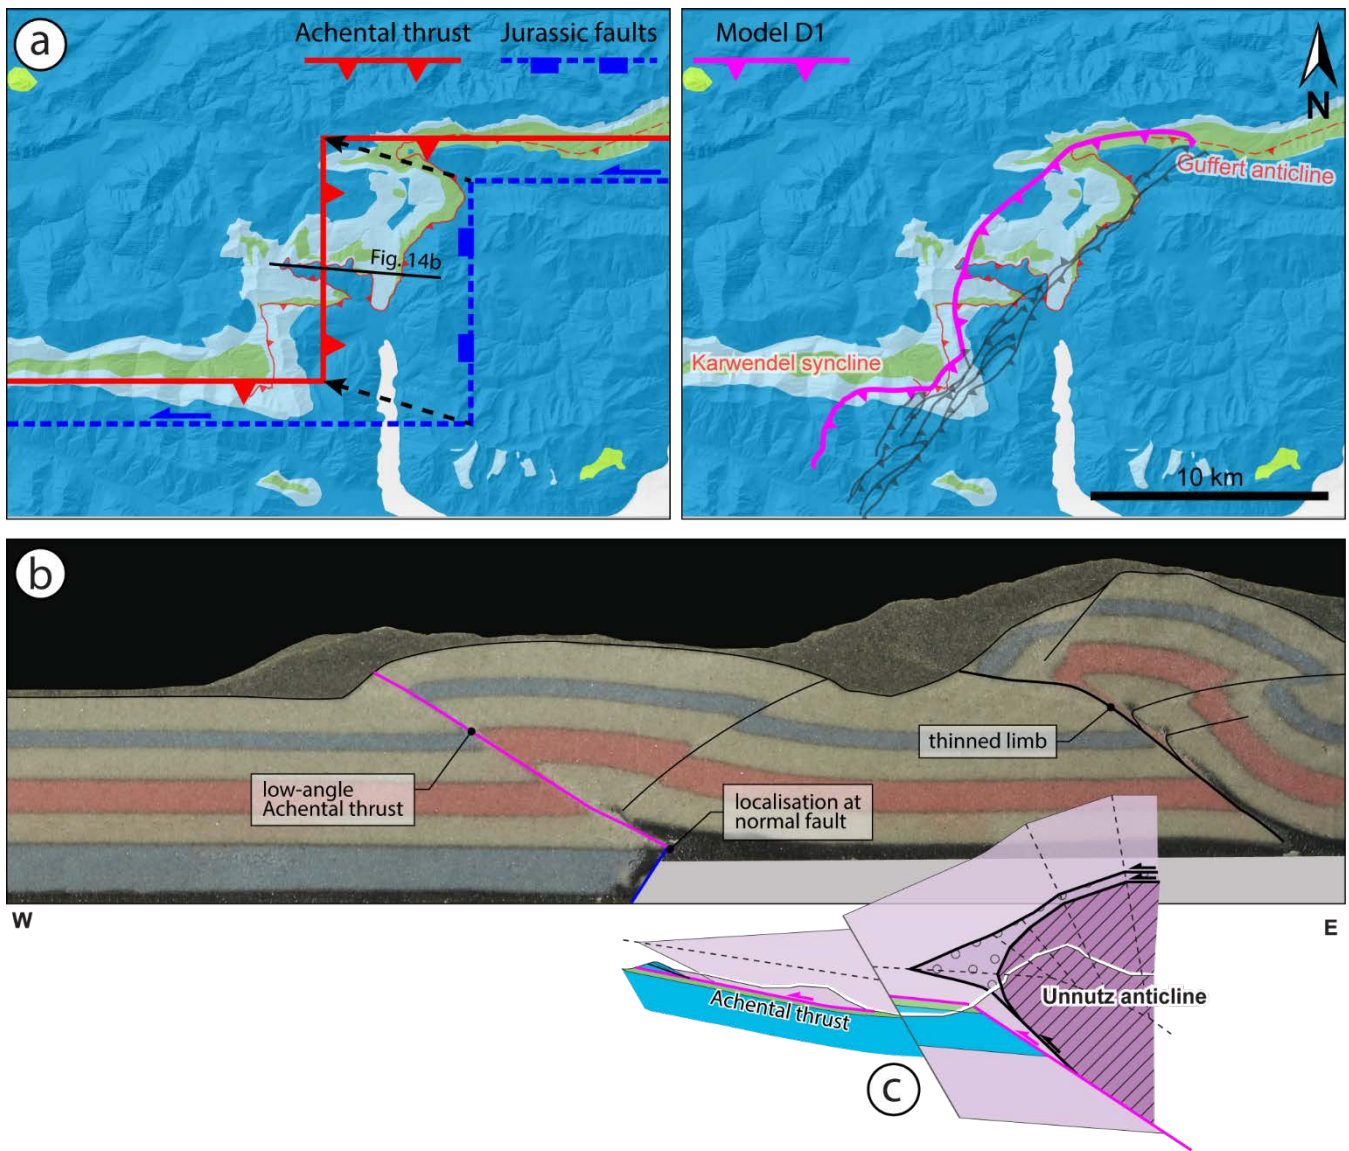 a
Achental thrust
Jurassic faults
Fig. 14b
Model D1
N
Guffert anticline
Karwendel syncline
10 km
b
low-angle
Achental thrust
localisation at
normal fault
thinned limb
W
E
Achental thrust
Unnutz anticline
c